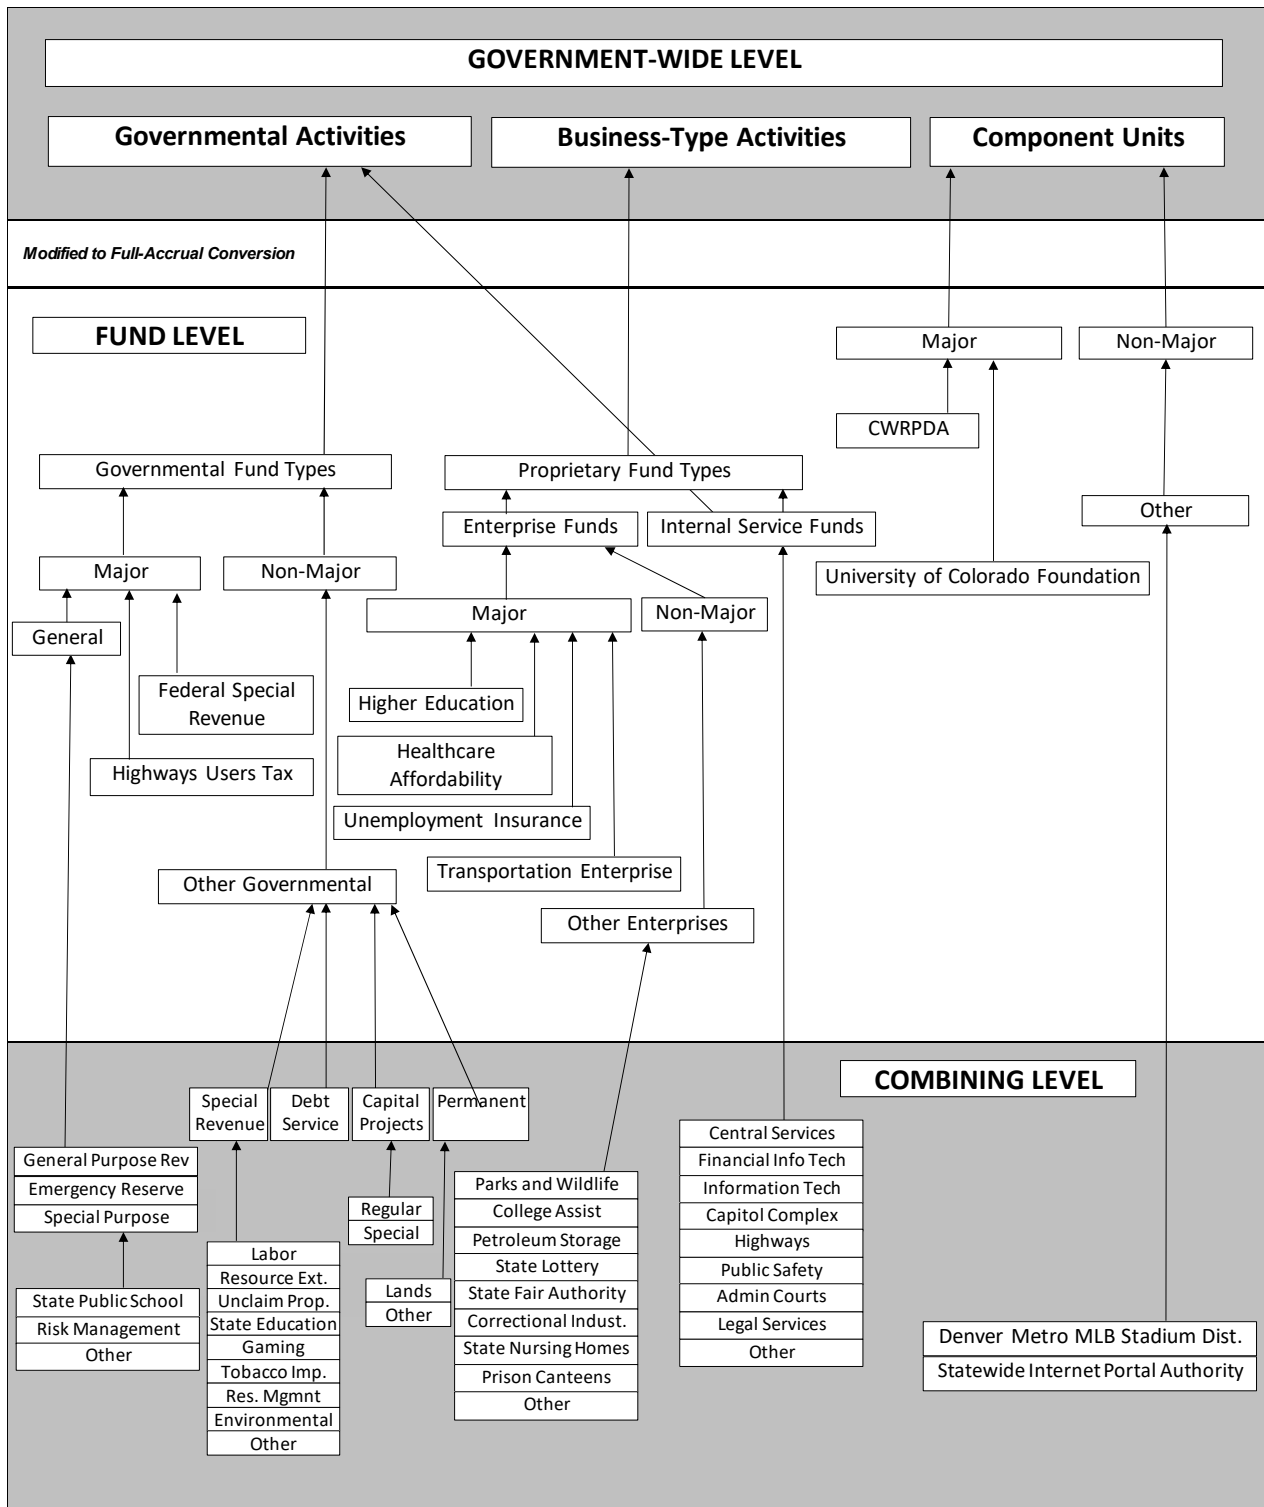 GOVERNMENT-WIDE LEVEL
Governmental Activities
Business-Type Activities
Component Units
Modified to Full-Accrual Conversion
FUND LEVEL
Major
Non-Major
CWRPDA
Governmental Fund Types
Proprietary Fund Types
Other
Enterprise Funds
Internal Service Funds
University of Colorado Foundation
Major
Non-Major
Major
Non-Major
General
Federal Special
Revenue
Higher Education
Highways Users Tax
Healthcare
Affordability
Unemployment Insurance
Transportation Enterprise
Other Governmental
Other Enterprises
COMBINING LEVEL
Special
Revenue
Debt
Service
Capital
Projects
Permanent
General Purpose Rev
Emergency Reserve
Special Purpose
State Public School
Risk Management
Other
Labor
Resource Ext.
Unclaim Prop.
State Education
Gaming
Tobacco Imp.
Res. Mgmnt
Environmental
Other
Regular
Special
Lands
Other
Parks and Wildlife
College Assist
Petroleum Storage
State Lottery
State Fair Authority
Correctional Indust.
State Nursing Homes
Prison Canteens
Other
Central Services
Financial Info Tech
Information Tech
Capitol Complex
Highways
Public Safety
Admin Courts
Legal Services
Other
Denver Metro MLB Stadium Dist.
Statewide Internet Portal Authority